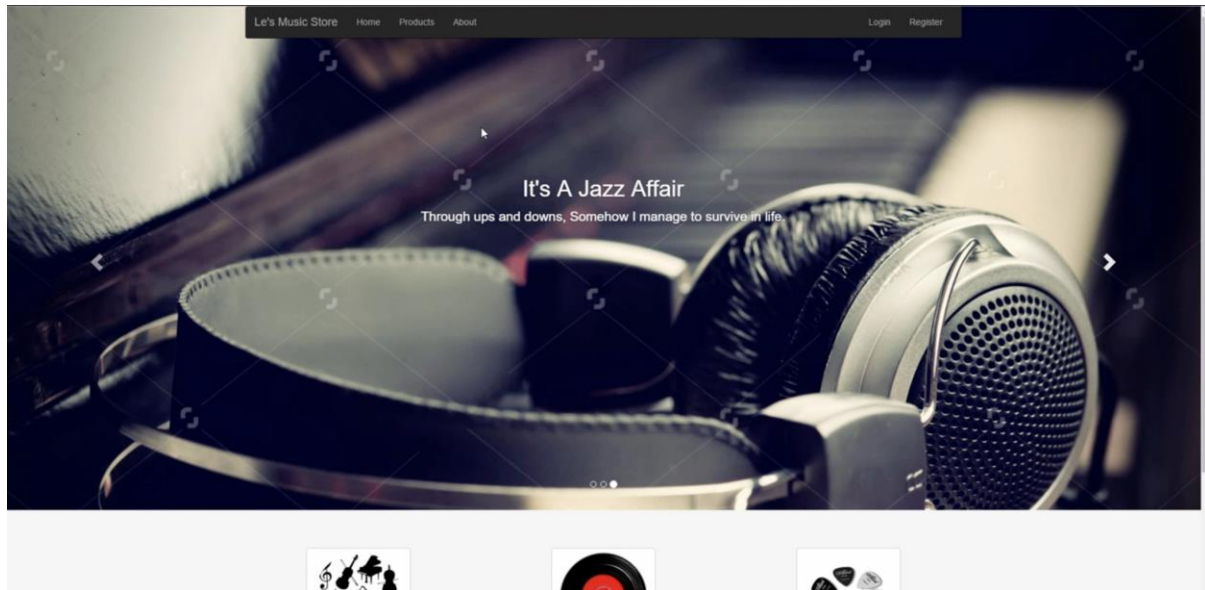 Le's Music Store Home Products About Login Register
It's A Jazz Affair
Through ups and downs, Somehow I manage to survive in life.